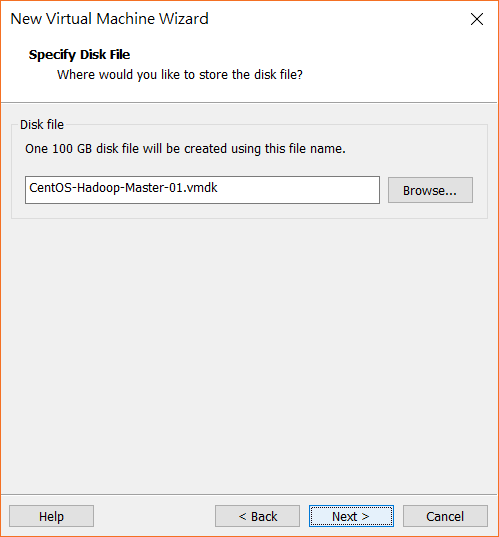 New Virtual Machine Wizard
Specify Disk File
Where would you like to store the disk file?
Disk file
One 100 GB disk file will be created using this file name.
CentOS-Hadoop-Master-01.vmdk
Browse...
Help
< Back
Next >
Cancel